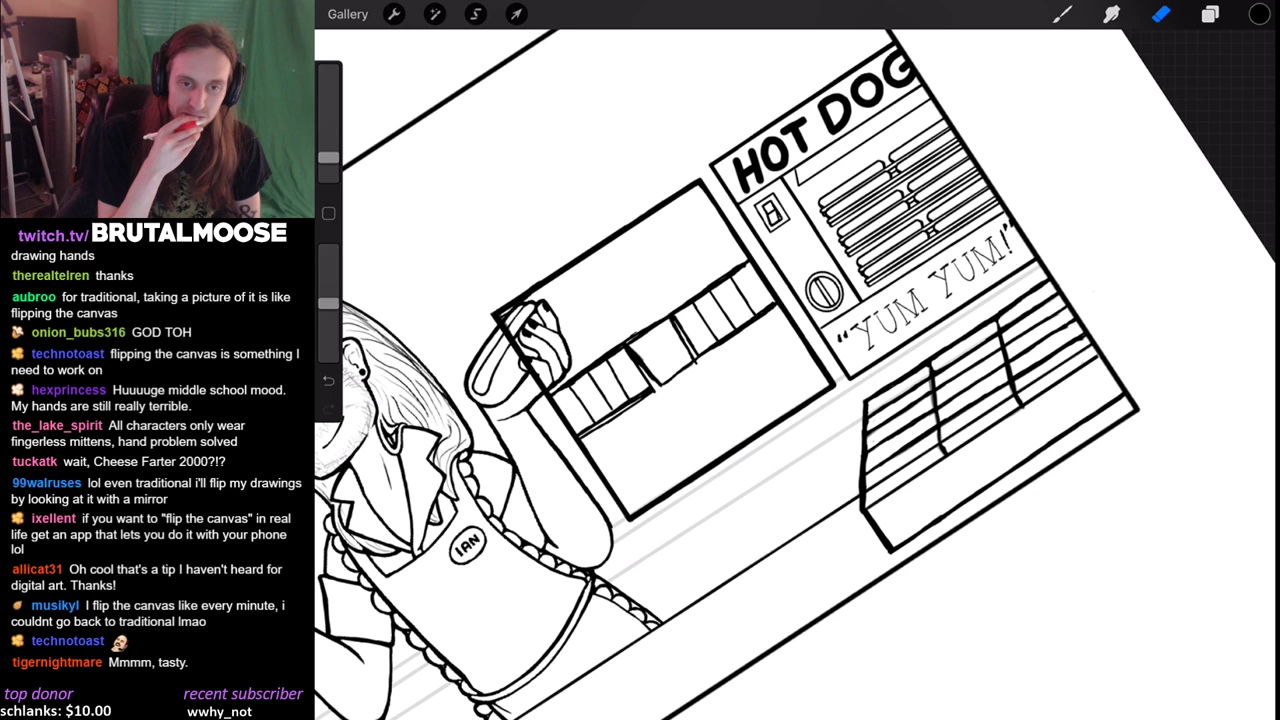 Gallery
HOT DOG
"YUM YUM!"
IAN
twitch.tv/BRUTALMOOSE
drawing hands
therealtelren thanks
aubroo for traditional, taking a picture of it is like
flipping the canvas
onion_bubs316 GOD TOH
technotoast flipping the canvas is something I
need to work on
hexprincess Huuuuge middle school mood.
My hands are still really terrible.
the_lake_spirit All characters only wear
fingerless mittens, hand problem solved
tuckatk wait, Cheese Farter 2000?!?
99walruses lol even traditional i'll flip my drawings
by looking at it with a mirror
ixellent if you want to "flip the canvas" in real
life get an app that lets you do it with your phone
lol
allicat31 Oh cool that's a tip I haven't heard for
digital art. Thanks!
musikyl I flip the canvas like every minute, i
couldnt go back to traditional lmao
technotoast
tigernightmare Mmmm, tasty.
top donor recent subscriber
schlanks: $10.00 wwhy_not